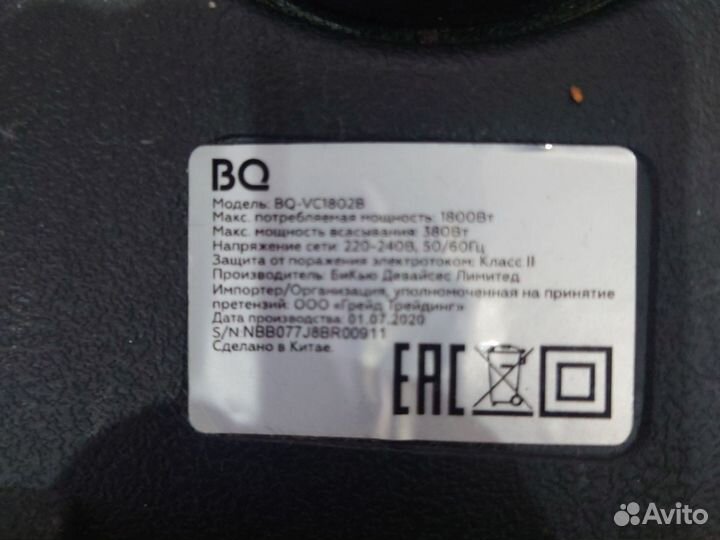 BQ
Модель: BQ-VC1802B
Макс. потребляемая мощность: 1800Вт
Макс. мощность всасывания: 380Вт
Напряжение сети: 220-240В, 50/60Гц
Защита от поражения электротоком: Класс II
Производитель: БиКью Девайсес Лимитед
Импортер/Организация, уполномоченная на принятие
претензий: ООО «Грейд Трейдинг»
Дата производства: 01.07.2020
S/N:NBB077J8BR00911
Сделано в Китае.
EAC
Avito